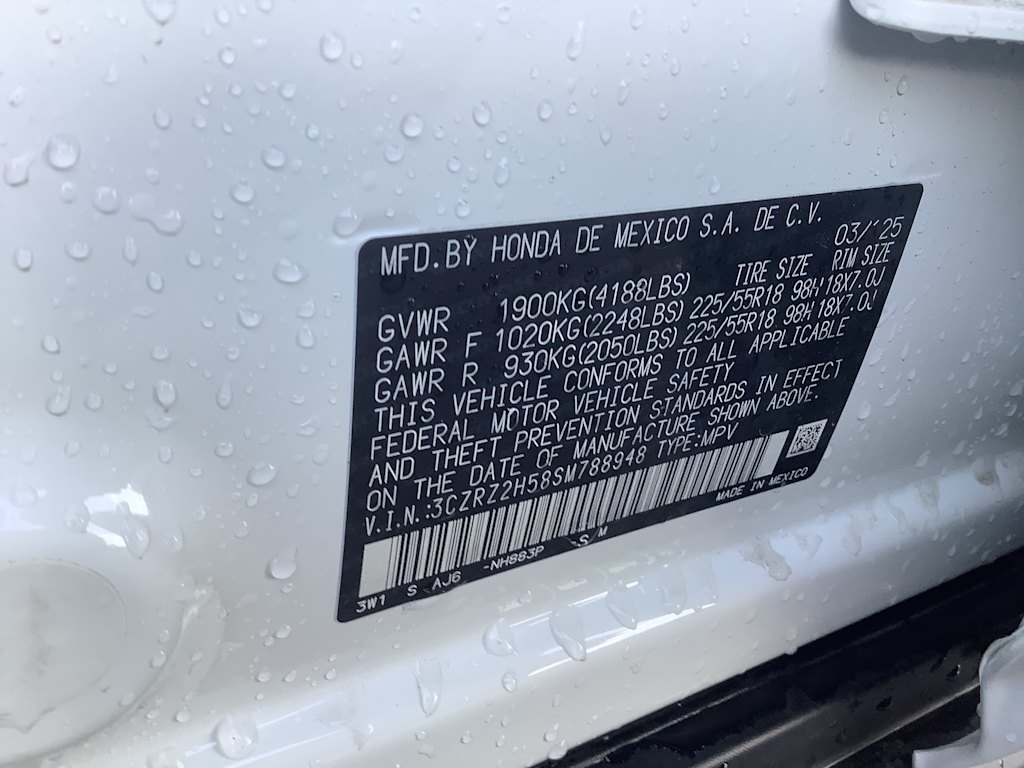 MFD.BY HONDA DE MEXICO S.A. DE C.V. 03/'25
TIRE SIZE RIM SIZE
GVWR 1900KG(4188LBS)
GAWR F 1020KG(2248LBS) 225/55R18 98H 18X7.0J
GAWR R 930KG(2050LBS) 225/55R18 98H 18X7.0J
THIS VEHICLE CONFORMS TO ALL APPLICABLE
FEDERAL MOTOR VEHICLE SAFETY
AND THEFT PREVENTION STANDARDS IN EFFECT
ON THE DATE OF MANUFACTURE SHOWN ABOVE.
V.I.N.:3CZRZ2H58SM788948 TYPE:MPV
MADE IN MEXICO
3W1 S AJ6 -NH883P -S/M